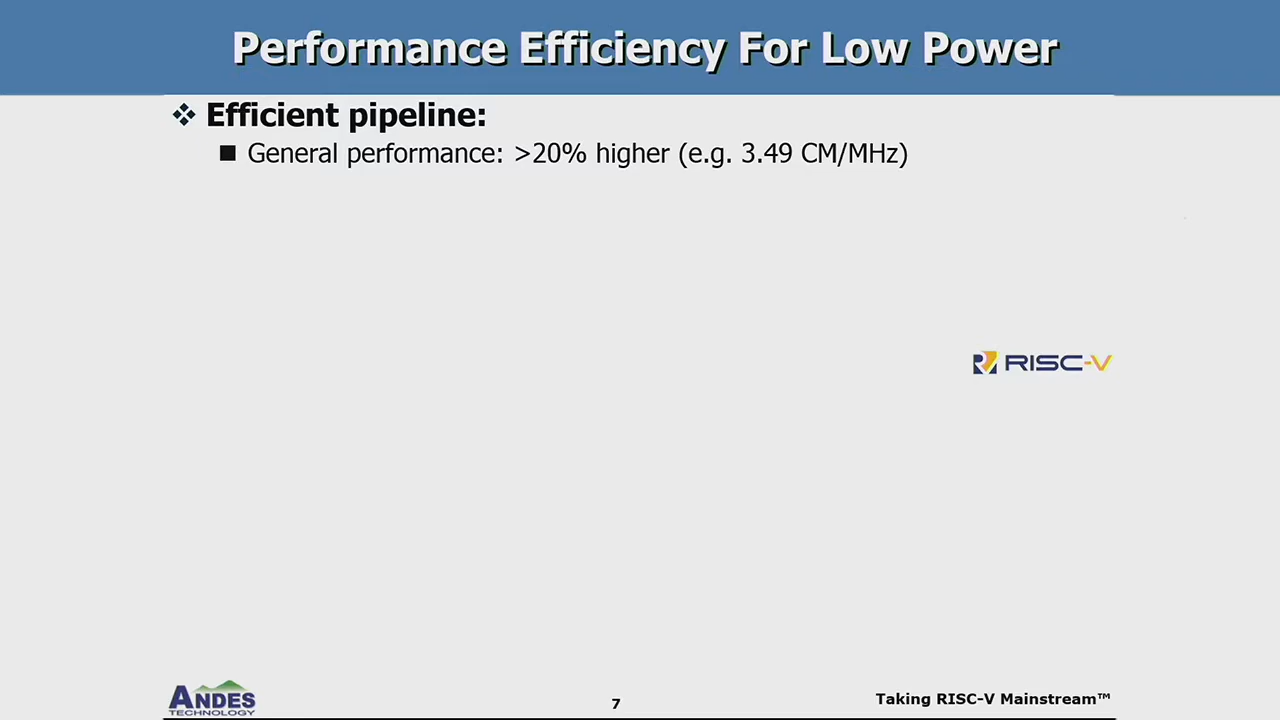 Performance Efficiency For Low Power
Efficient pipeline:
General performance: >20% higher (e.g. 3.49 CM/MHz)
RISC-V
ANDES
TECHNOLOGY
7
Taking RISC-V Mainstream™